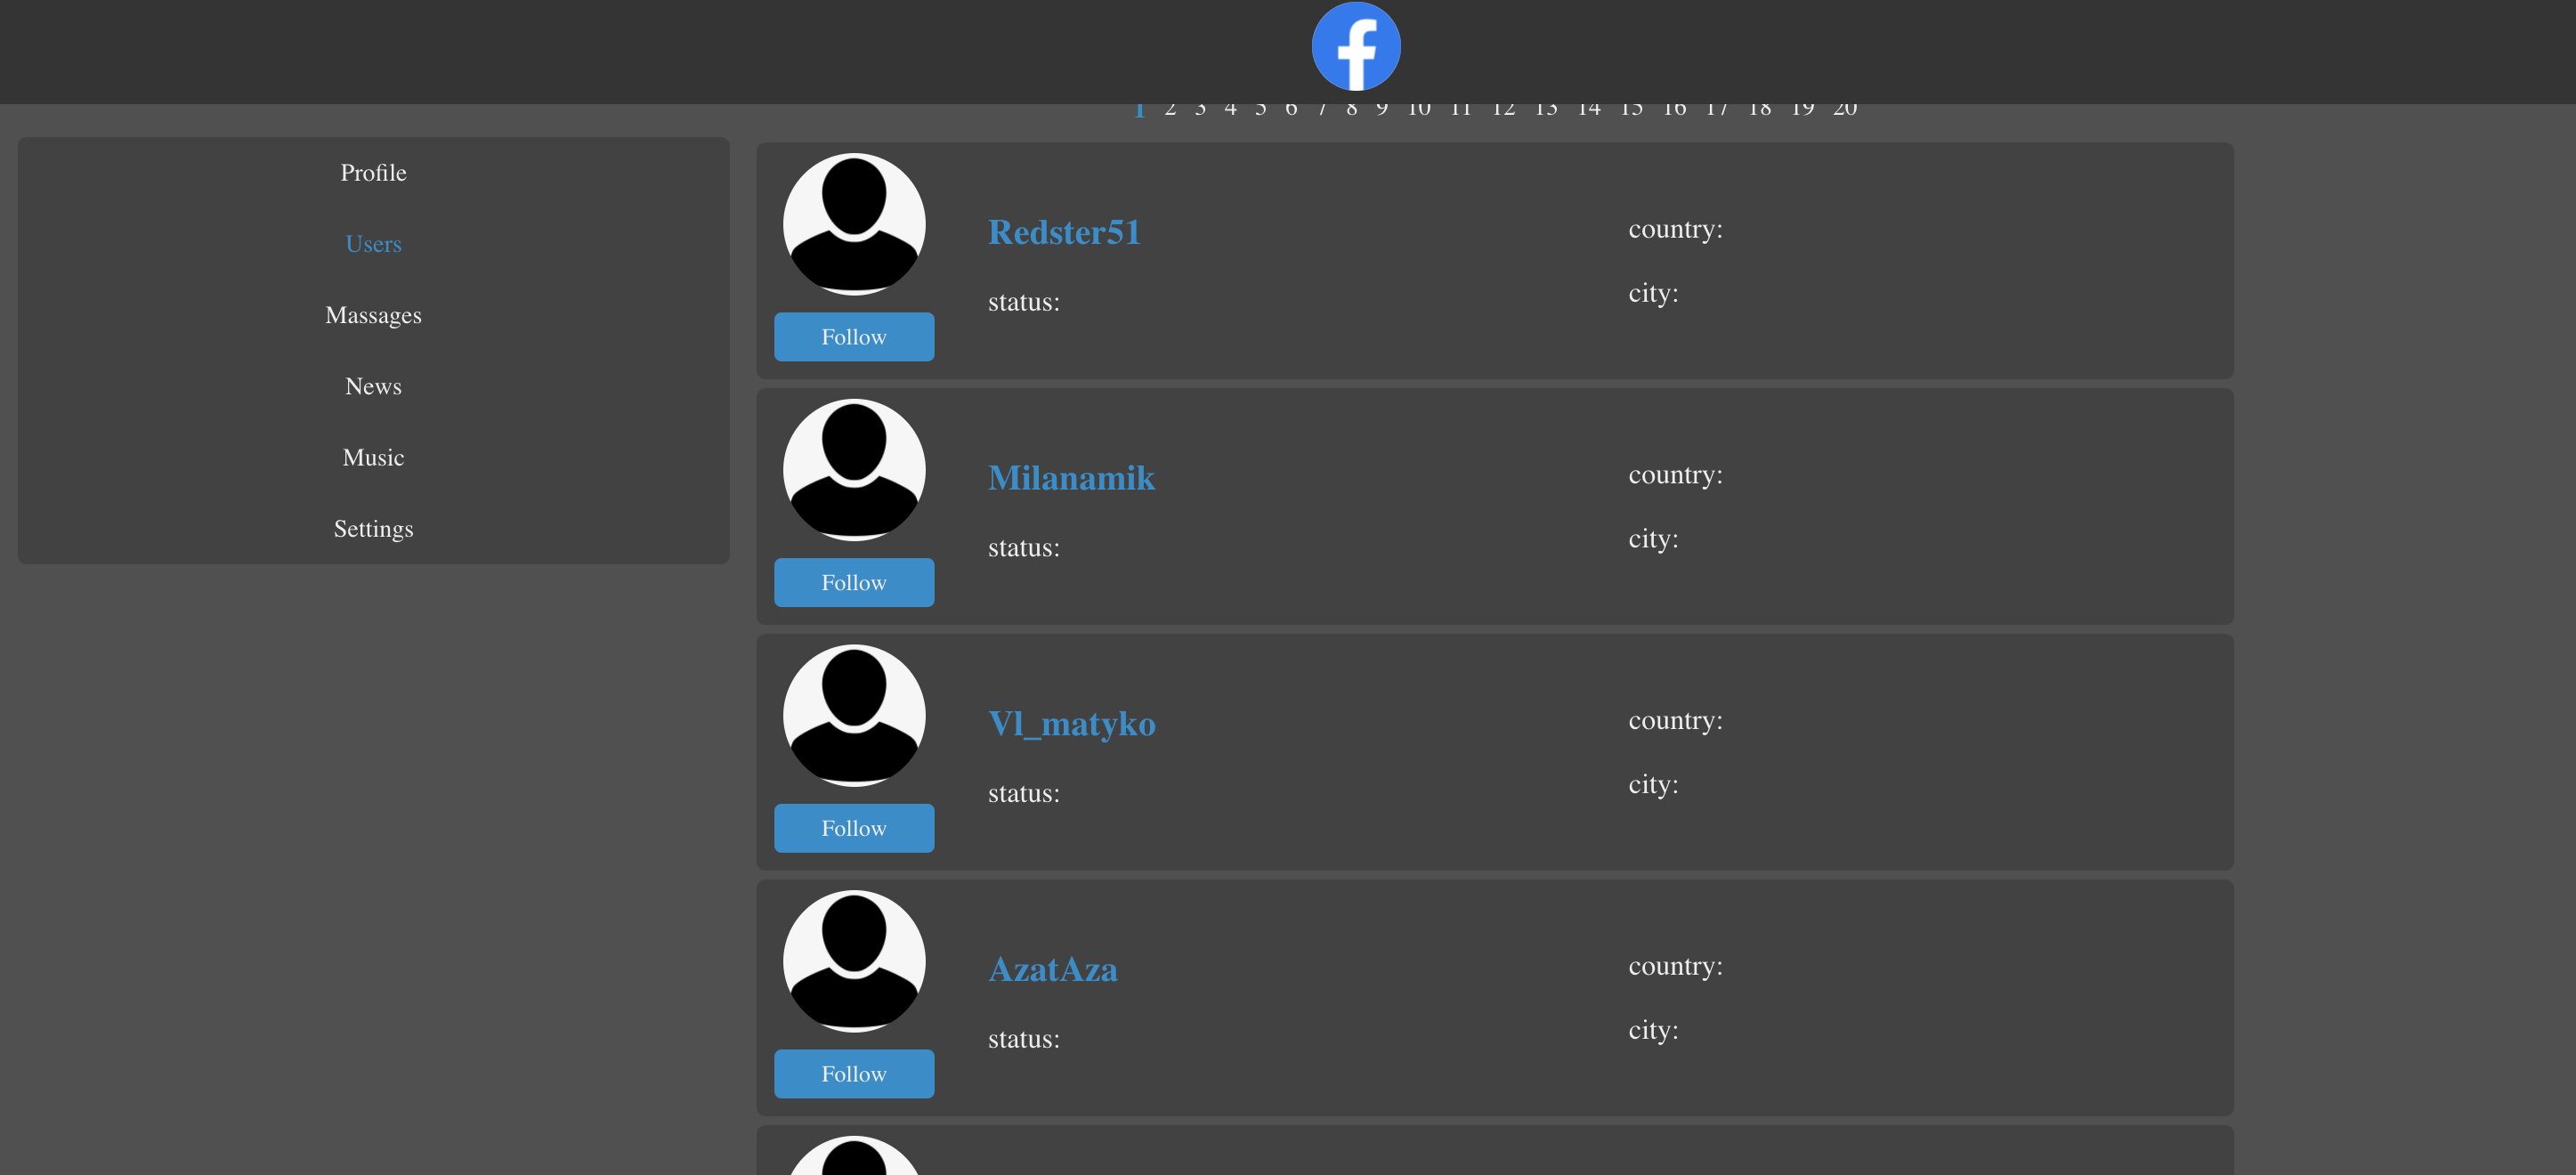 f
1 2 3 4 5 6 7 8 9 10 11 12 13 14 15 16 17 18 19 20
Profile
Users
Massages
News
Music
Settings
Redster51
status:
country:
city:
Follow
Milanamik
status:
country:
city:
Follow
Vl_matyko
status:
country:
city:
Follow
AzatAza
status:
country:
city:
Follow